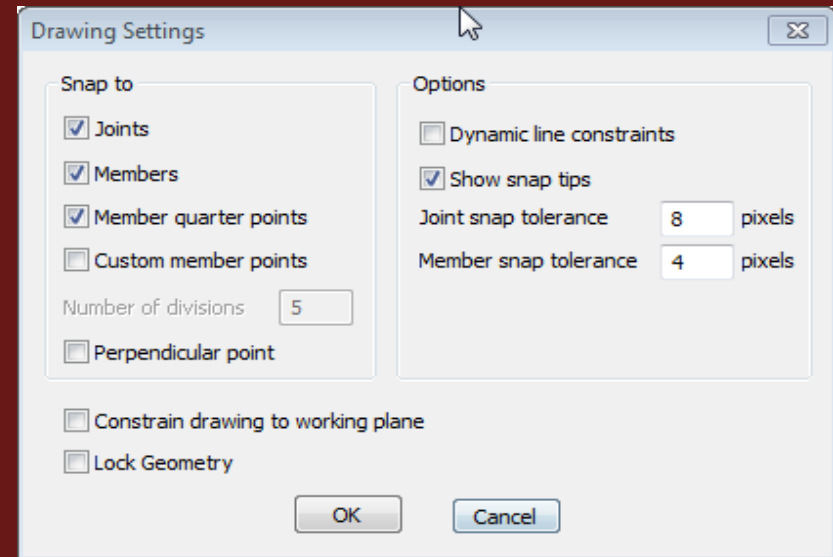 Drawing Settings
Snap to
Joints
Members
Member quarter points
Custom member points
Number of divisions 5
Perpendicular point
Options
Dynamic line constraints
Show snap tips
Joint snap tolerance 8 pixels
Member snap tolerance 4 pixels
Constrain drawing to working plane
Lock Geometry
OK Cancel